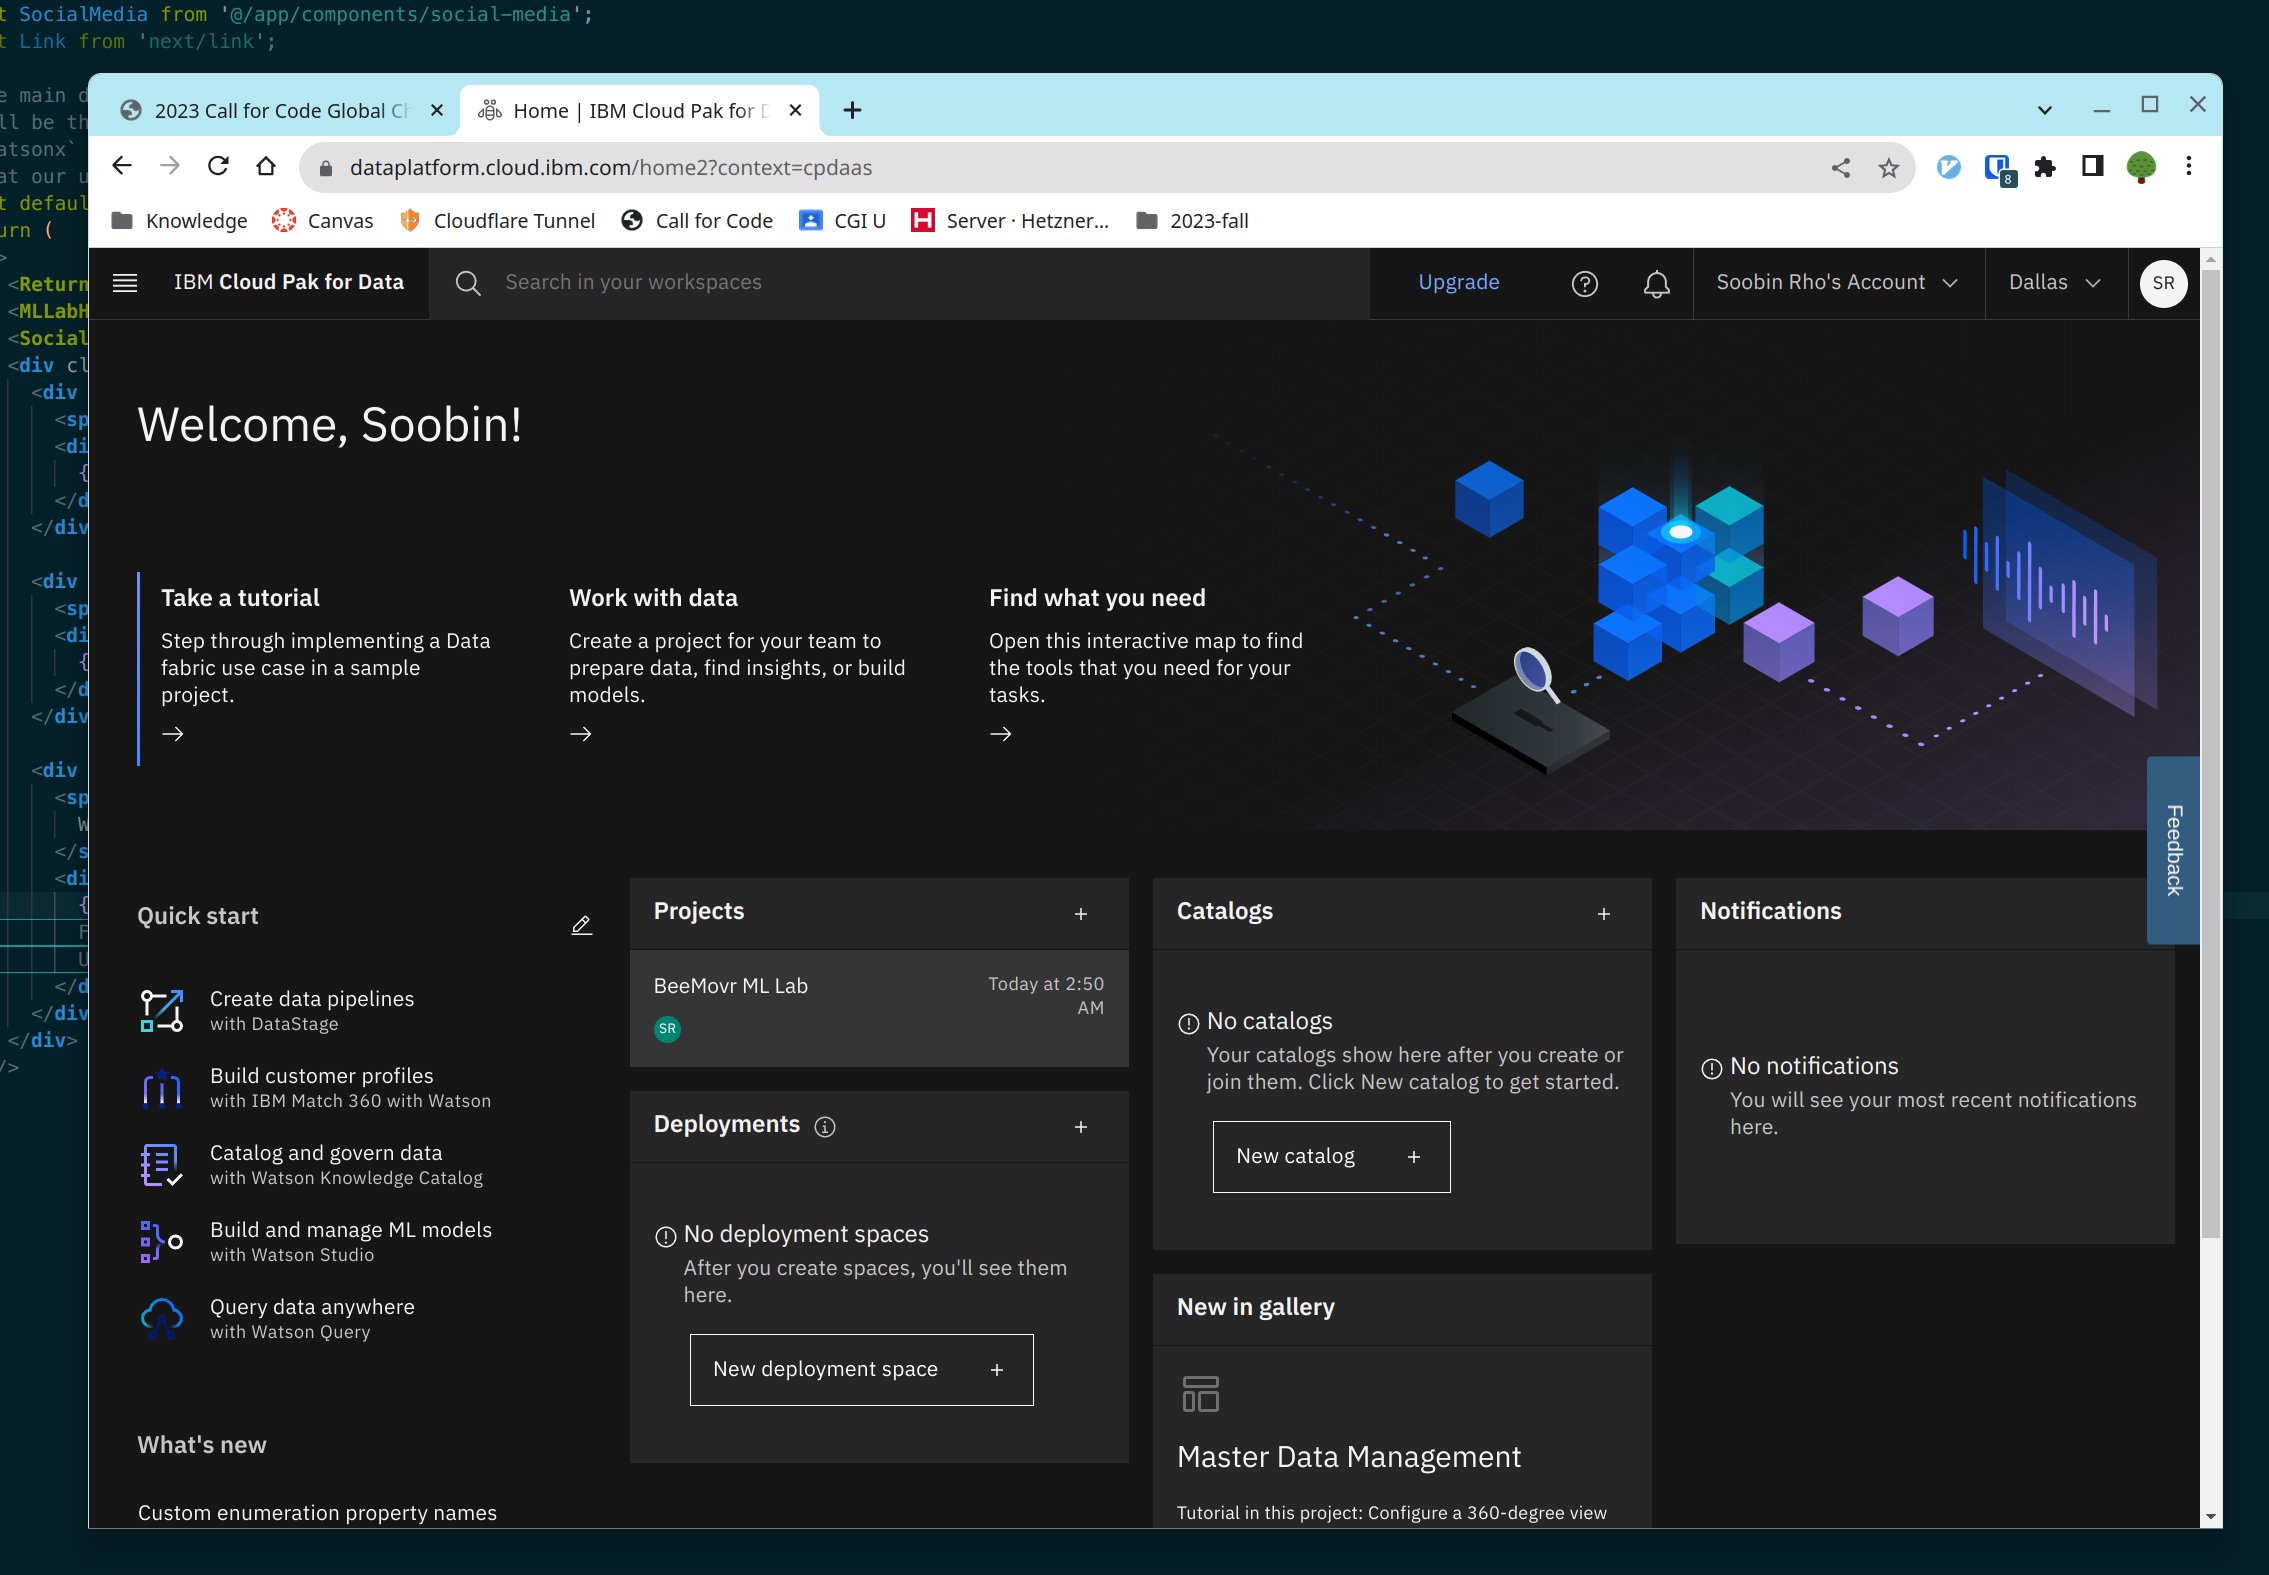 t SocialMedia from '@/app/components/social-media';
t Link from 'next/link';
e main d
ll be th
atsonx`
at our u
t defaul
urn (
>
<Return
<MLLabH
<Social
<div cl
<div
<sp
<di
{
</d
</div
<div
<sp
<di
{
</d
</div
<div
<sp
W
</s
<di
{
F
U
</d
</div
</div>
/>
2023 Call for Code Global Ch
Home | IBM Cloud Pak for D
dataplatform.cloud.ibm.com/home2?context=cpdaas
8
Knowledge Canvas Cloudflare Tunnel Call for Code CGI U Server · Hetzner... 2023-fall
IBM Cloud Pak for Data
Search in your workspaces
Upgrade
Soobin Rho's Account
Dallas
SR
Welcome, Soobin!
Take a tutorial
Step through implementing a Data
fabric use case in a sample
project.
Work with data
Create a project for your team to
prepare data, find insights, or build
models.
Find what you need
Open this interactive map to find
the tools that you need for your
tasks.
Feedback
Quick start
Create data pipelines
with DataStage
Build customer profiles
with IBM Match 360 with Watson
Catalog and govern data
with Watson Knowledge Catalog
Build and manage ML models
with Watson Studio
Query data anywhere
with Watson Query
What's new
Custom enumeration property names
Projects
BeeMovr ML Lab
Today at 2:50
AM
SR
Deployments
No deployment spaces
After you create spaces, you'll see them
here.
New deployment space
Catalogs
No catalogs
Your catalogs show here after you create or
join them. Click New catalog to get started.
New catalog
New in gallery
Master Data Management
Tutorial in this project: Configure a 360-degree view
Notifications
No notifications
You will see your most recent notifications
here.